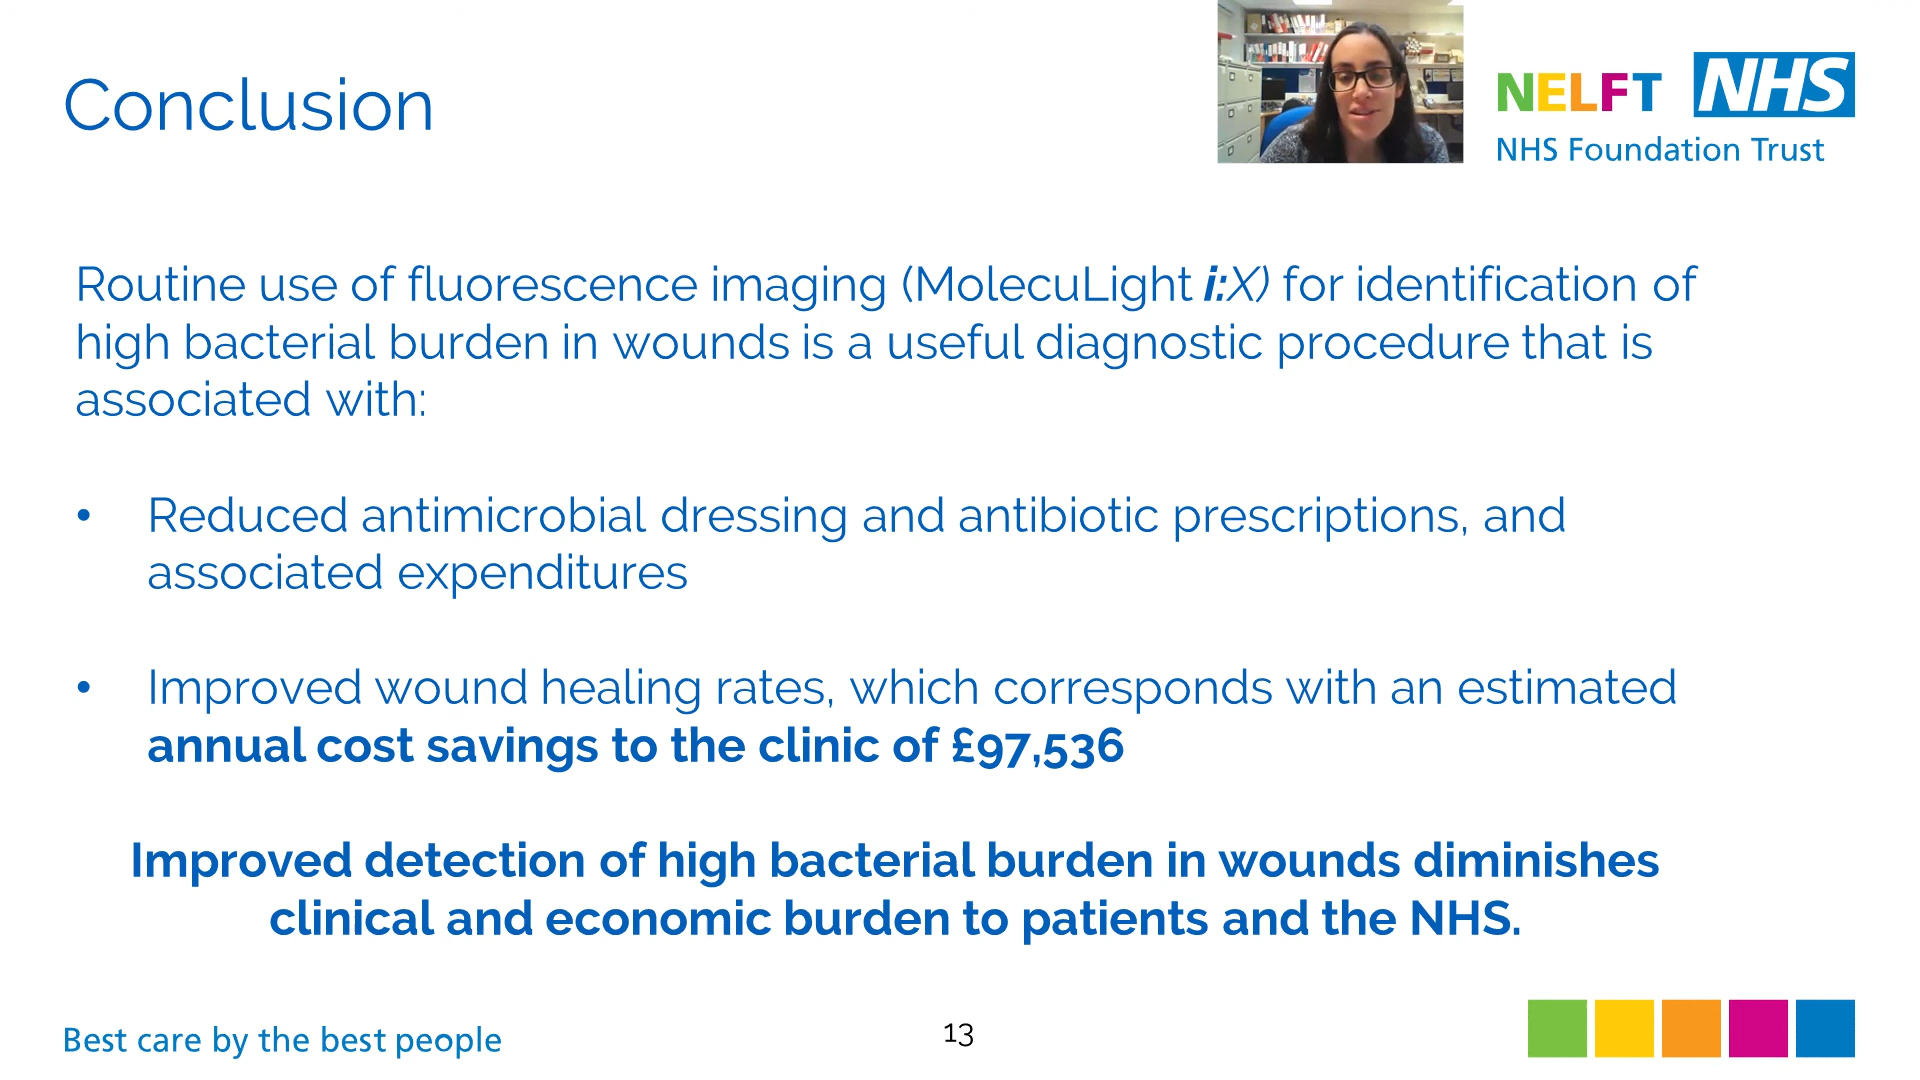 Conclusion
NELFT NHS
NHS Foundation Trust
Routine use of fluorescence imaging (MolecuLight i:X) for identification of
high bacterial burden in wounds is a useful diagnostic procedure that is
associated with:
• Reduced antimicrobial dressing and antibiotic prescriptions, and
associated expenditures
• Improved wound healing rates, which corresponds with an estimated
annual cost savings to the clinic of £97,536
Improved detection of high bacterial burden in wounds diminishes
clinical and economic burden to patients and the NHS.
Best care by the best people
13